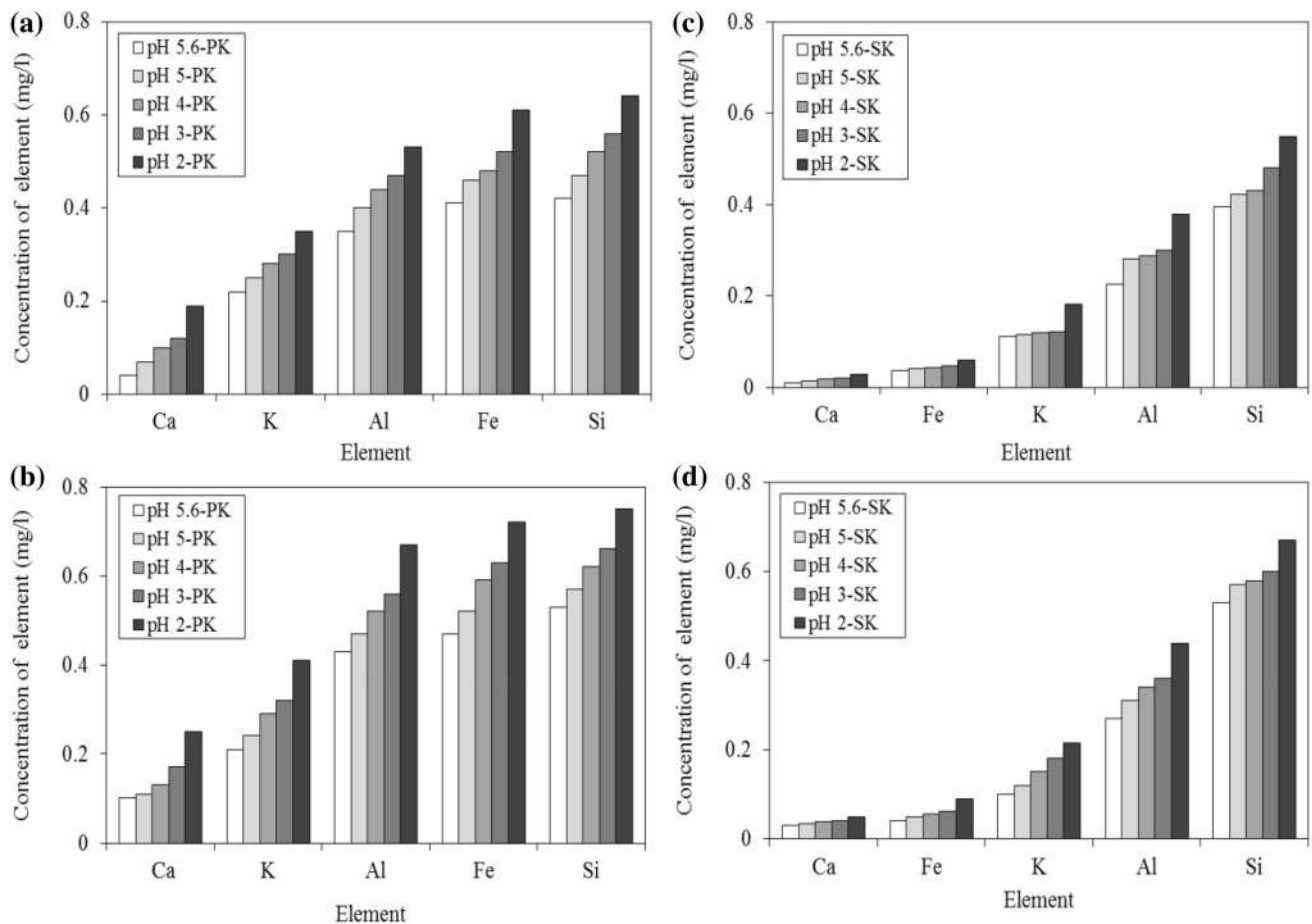 (a)
Concentration of element (mg/l)
0.8
0.6
0.4
0.2
0
pH 5.6-PK
pH 5-PK
pH 4-PK
pH 3-PK
pH 2-PK
Ca K Al Fe Si
Element
(b)
Concentration of element (mg/l)
0.8
0.6
0.4
0.2
0
pH 5.6-PK
pH 5-PK
pH 4-PK
pH 3-PK
pH 2-PK
Ca K Al Fe Si
Element
(c)
Concentration of element (mg/l)
0.8
0.6
0.4
0.2
0
pH 5.6-SK
pH 5-SK
pH 4-SK
pH 3-SK
pH 2-SK
Ca Fe K Al Si
Element
(d)
Concentration of element (mg/l)
0.8
0.6
0.4
0.2
0
pH 5.6-SK
pH 5-SK
pH 4-SK
pH 3-SK
pH 2-SK
Ca Fe K Al Si
Element